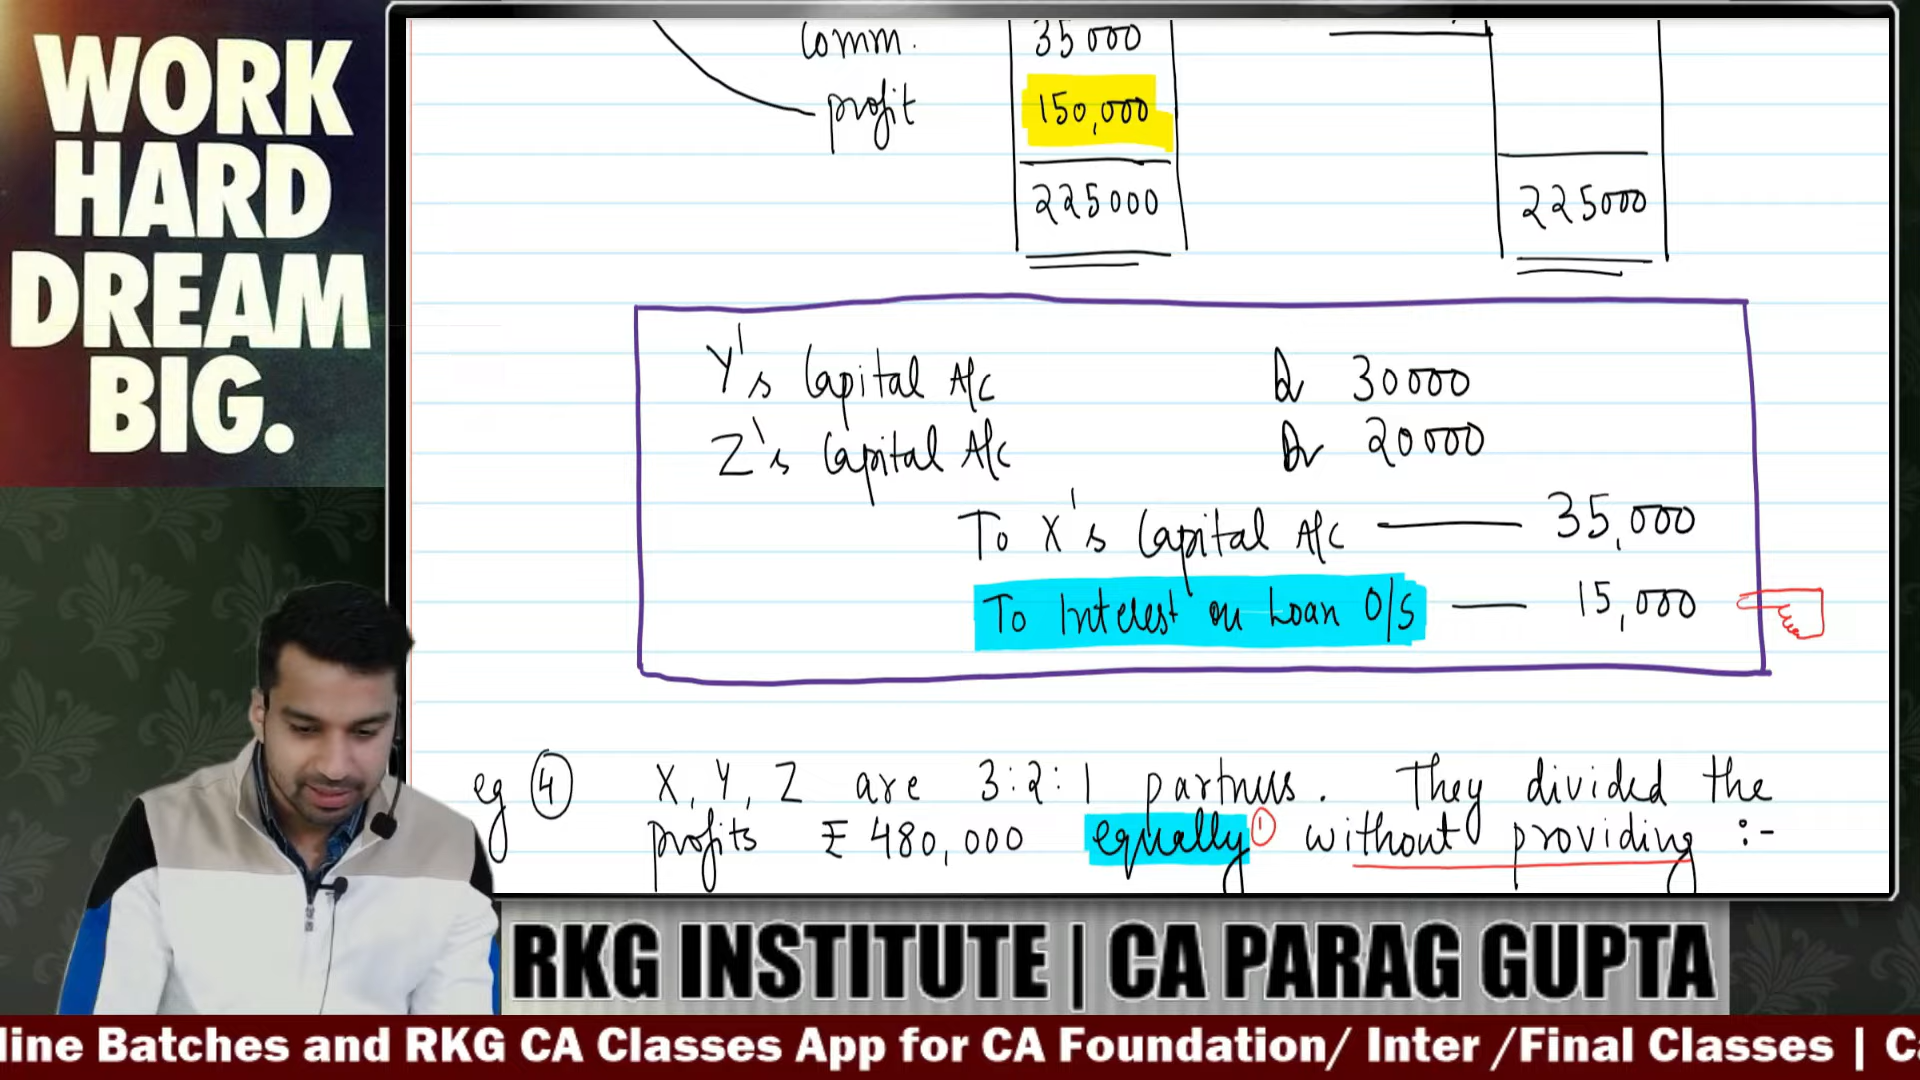 WORK
HARD
DREAM
BIG.
Comm. 35000
profit 150,000
225000 225000
Y's Capital A/c Dr 30000
Z's Capital A/c Dr 20000
To X's Capital A/c — 35,000
To Interest on Loan O/S — 15,000
eg ④ X, Y, Z are 3:2:1 partners. They divided the
profits ₹ 480,000 equally ① without providing :-
RKG INSTITUTE | CA PARAG GUPTA
line Batches and RKG CA Classes App for CA Foundation/ Inter /Final Classes |